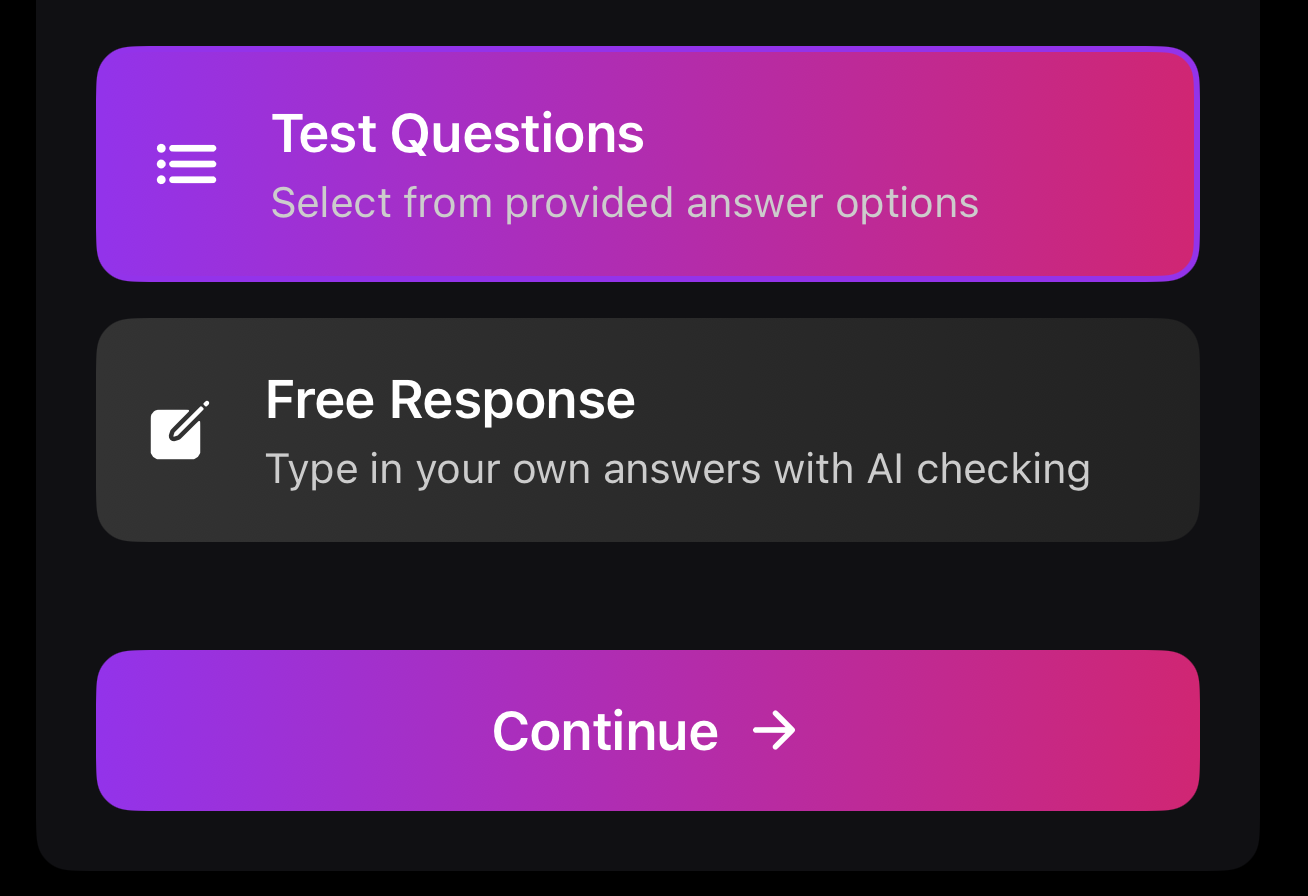 Test Questions
Select from provided answer options
Free Response
Type in your own answers with AI checking
Continue →